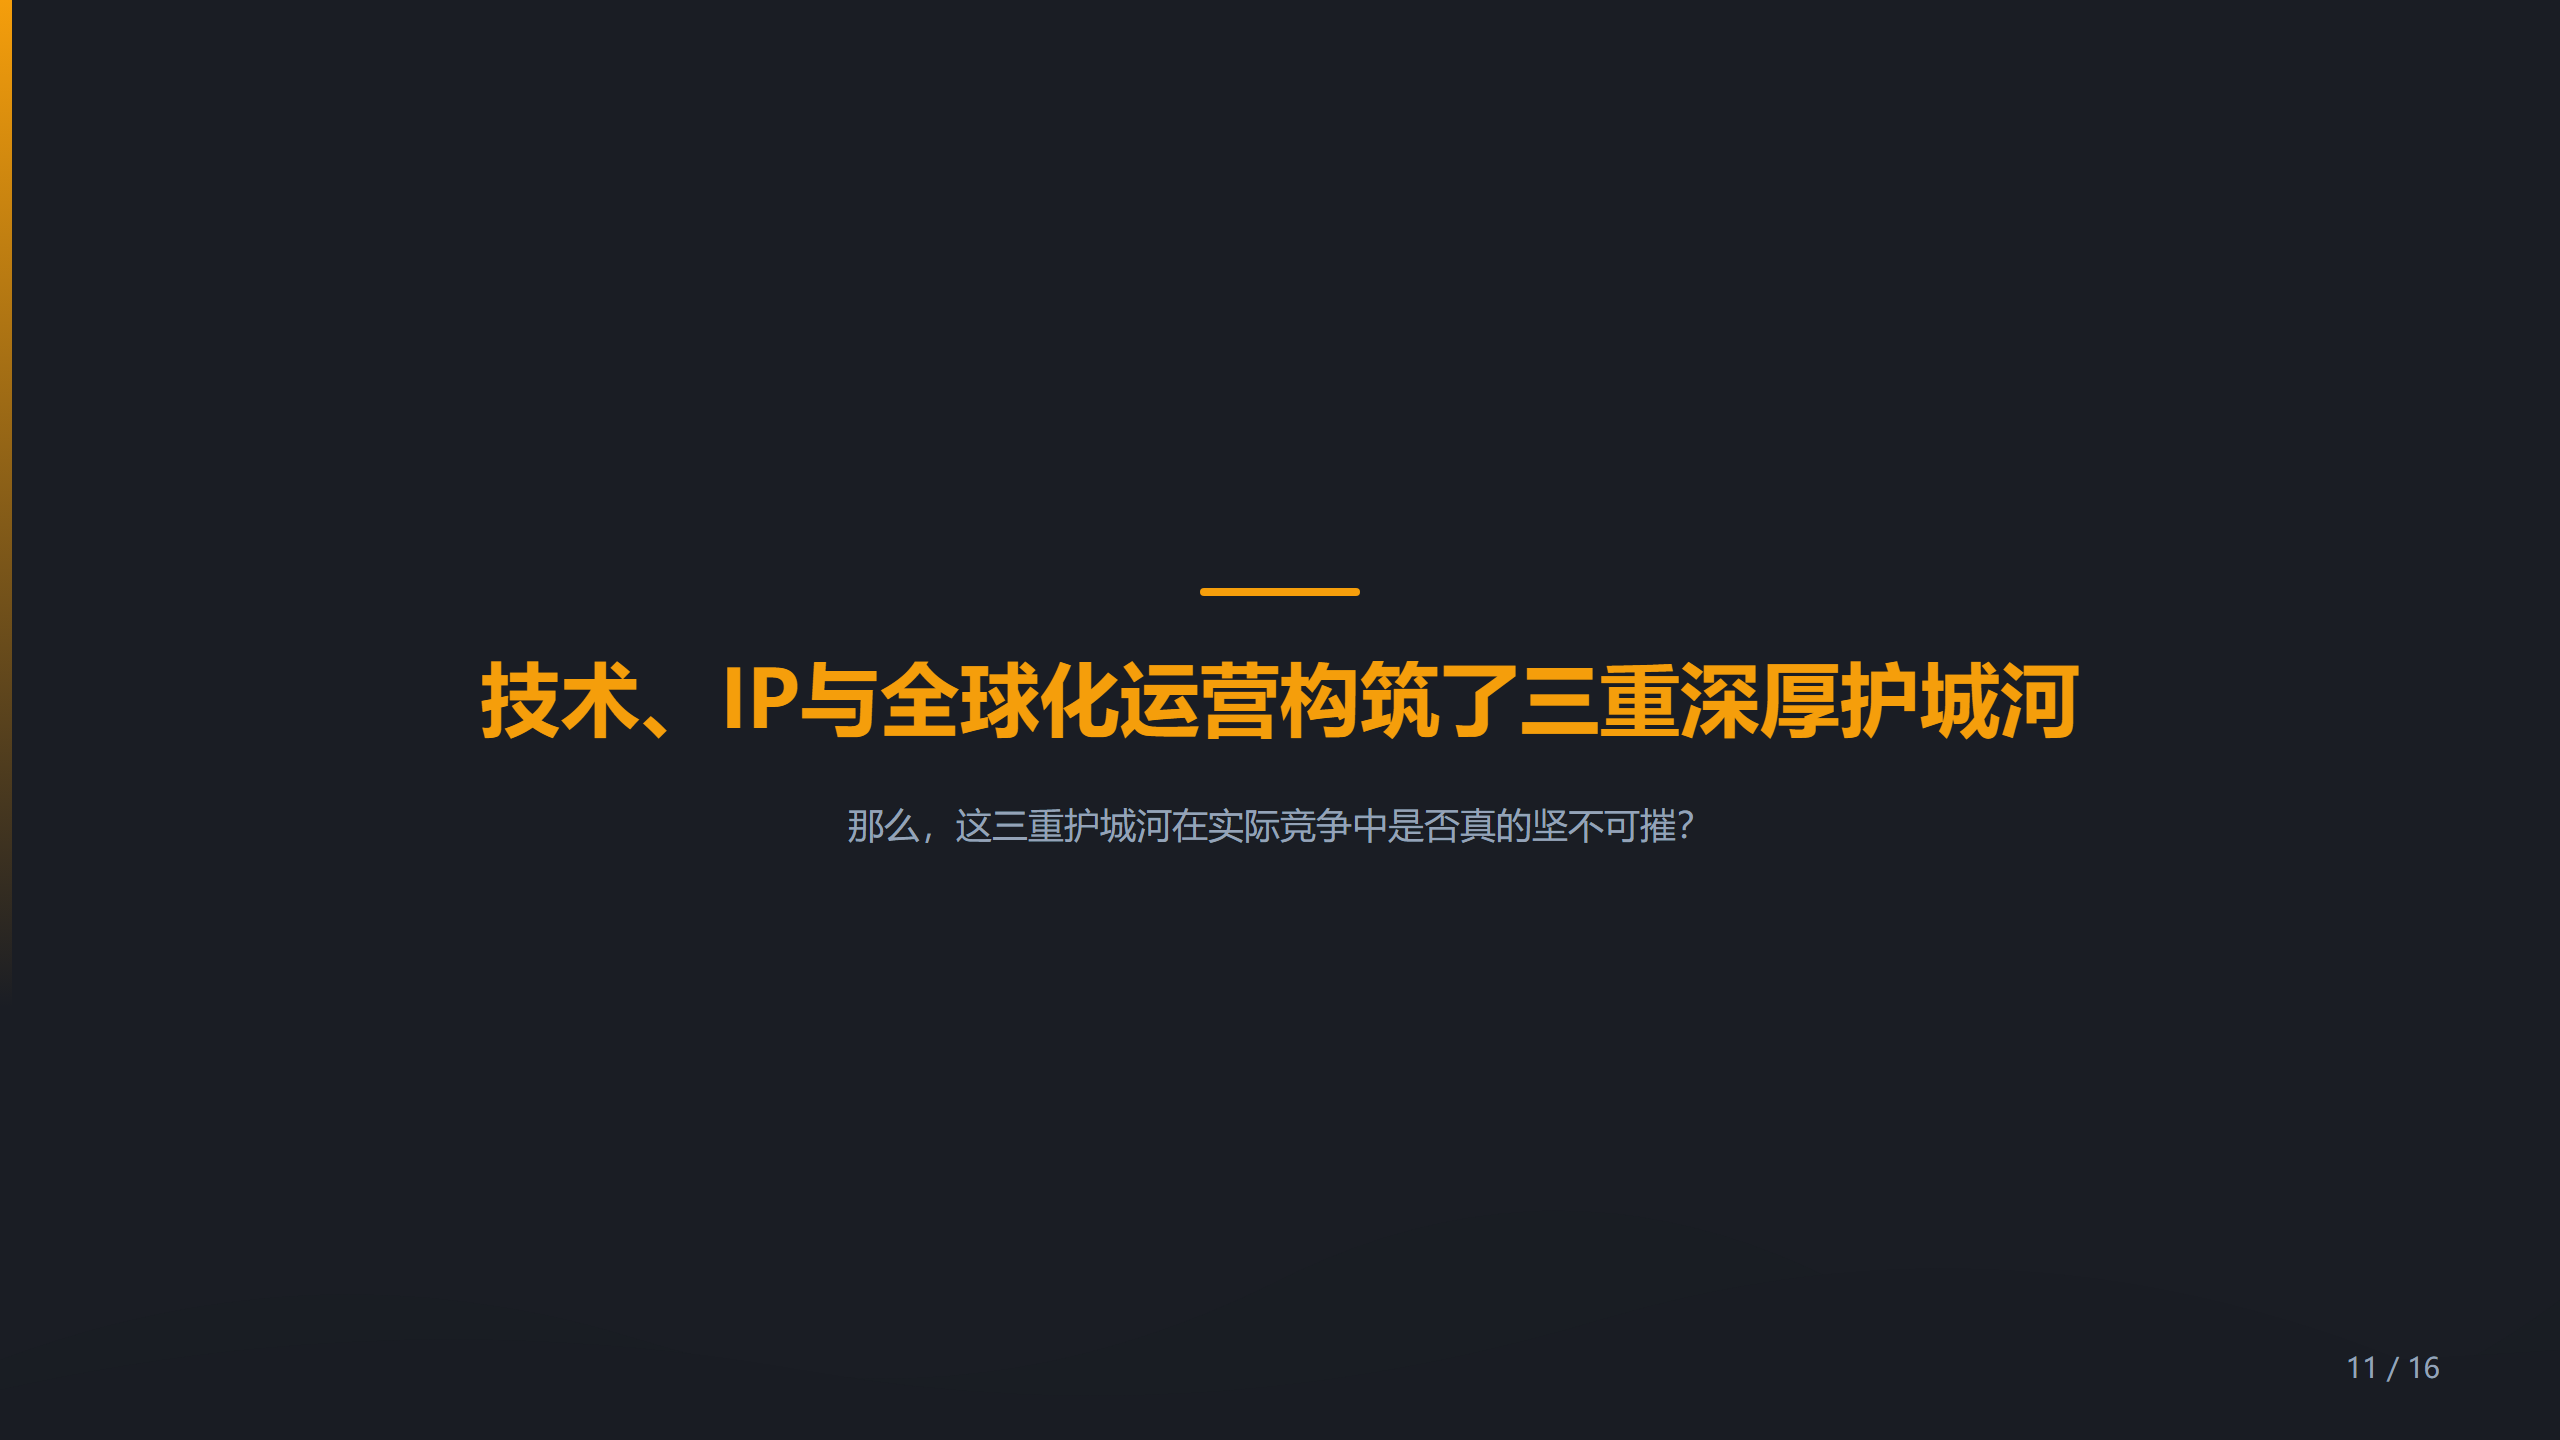 技术、IP与全球化运营构筑了三重深厚护城河
那么，这三重护城河在实际竞争中是否真的坚不可摧？
11 / 16